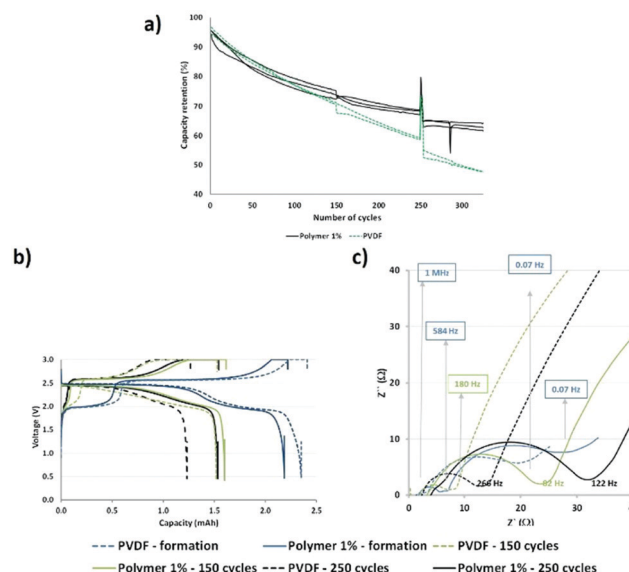 a)
100
90
80
70
60
50
40
Capacity retention (%)
0 50 100 150 200 250 300
Number of cycles
Polymer 1% PVDF
b)
3.0
2.5
2.0
1.5
1.0
0.5
0.0
Voltage (V)
0.0 0.5 1.0 1.5 2.0 2.5
Capacity (mAh)
c)
40
30
20
10
0
Z'' (Ω)
1 MHz
0.07 Hz
584 Hz
180 Hz
0.07 Hz
266 Hz 82 Hz 122 Hz
0 10 20 30
Z' (Ω)
PVDF - formation Polymer 1% - formation PVDF - 150 cycles
Polymer 1% - 150 cycles PVDF - 250 cycles Polymer 1% - 250 cycles